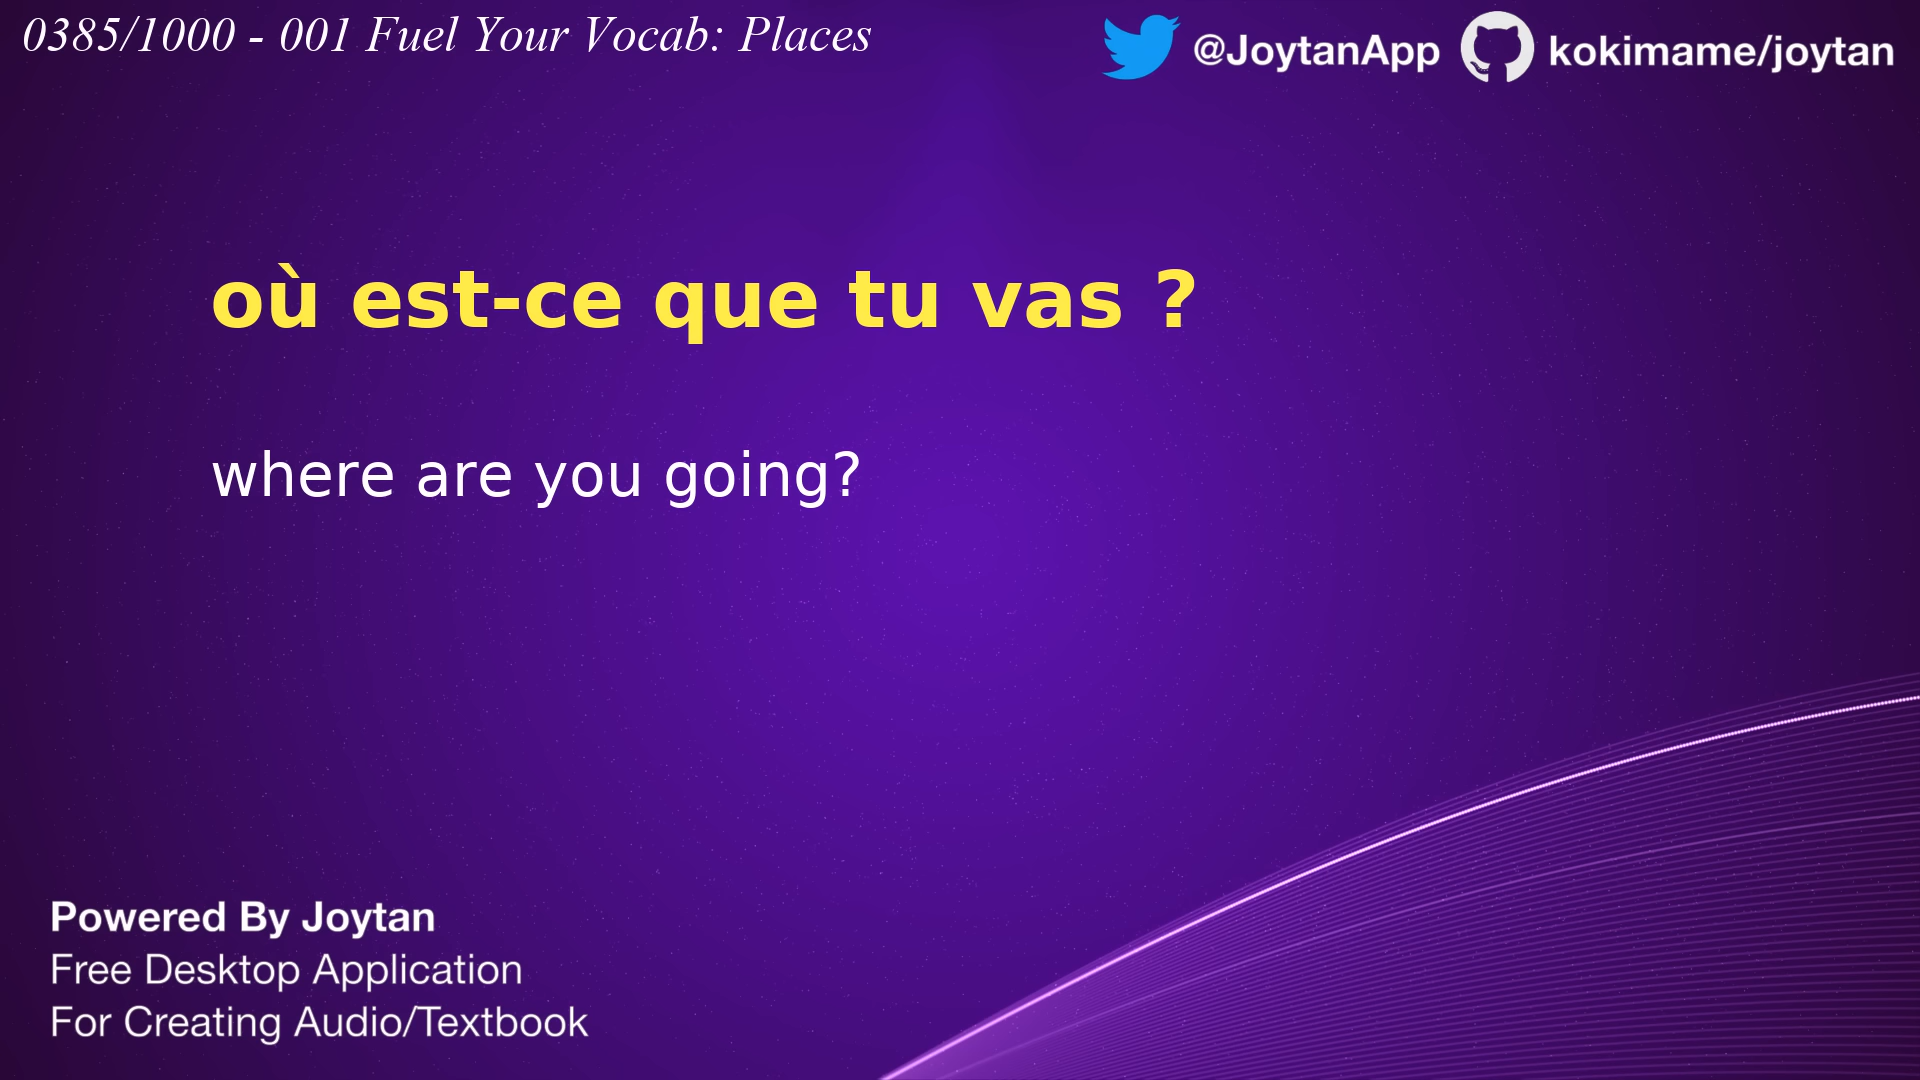 0385/1000 - 001 Fuel Your Vocab: Places
@JoytanApp
kokimame/joytan
où est-ce que tu vas ?
where are you going?
Powered By Joytan
Free Desktop Application
For Creating Audio/Textbook